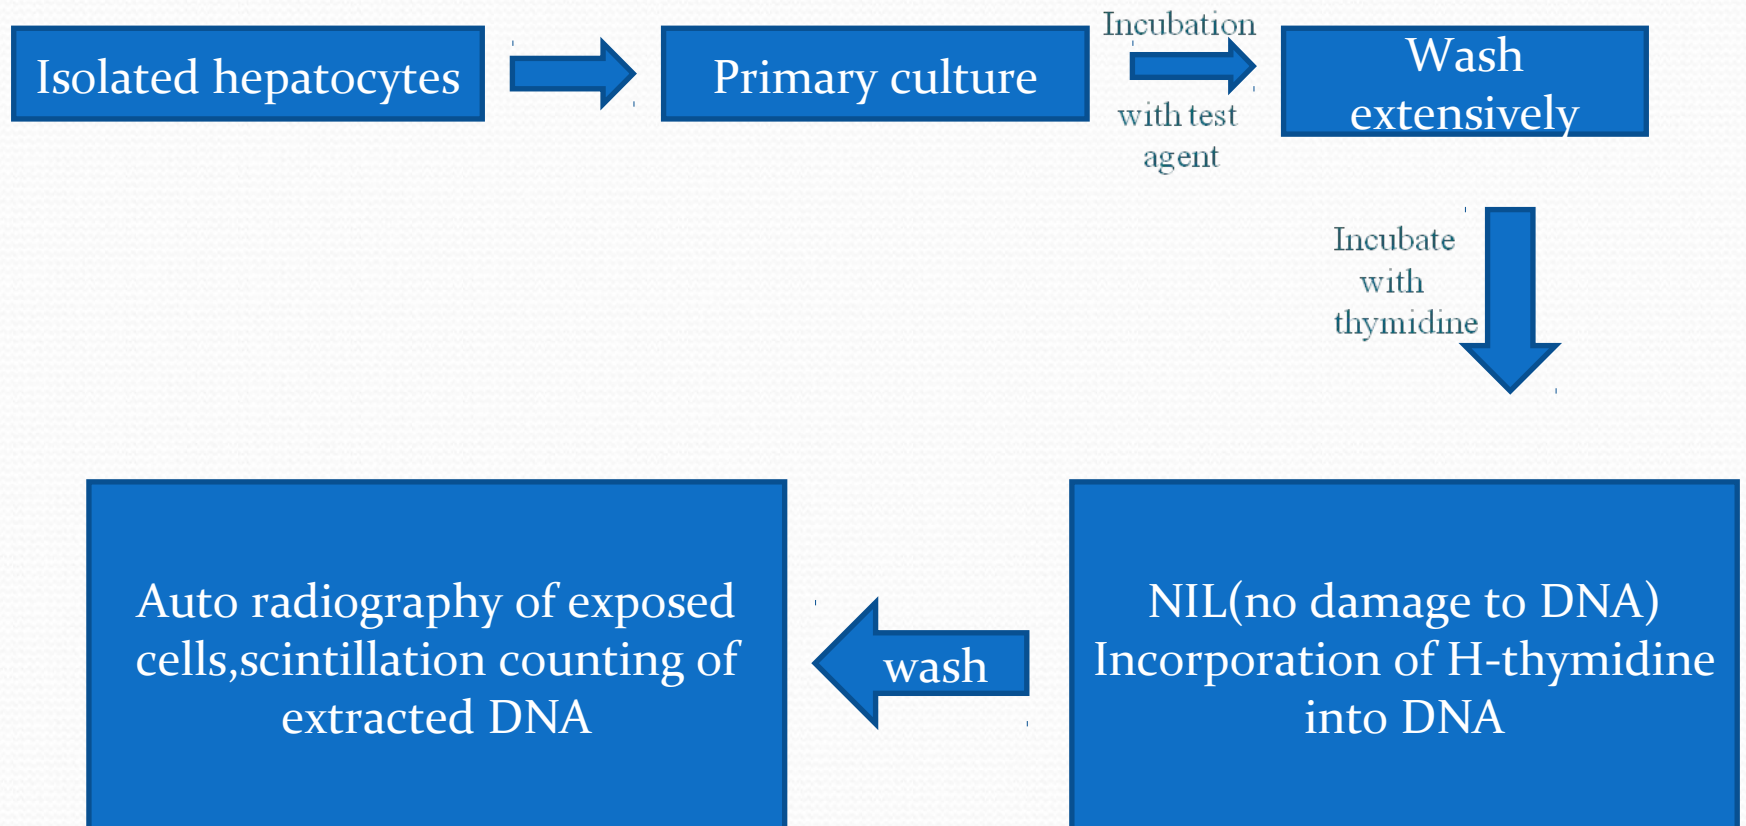 Isolated hepatocytes
Primary culture
Incubation
with test
agent
Wash
extensively
Incubate
with
thymidine
NIL(no damage to DNA)
Incorporation of H-thymidine
into DNA
wash
Auto radiography of exposed
cells,scintillation counting of
extracted DNA